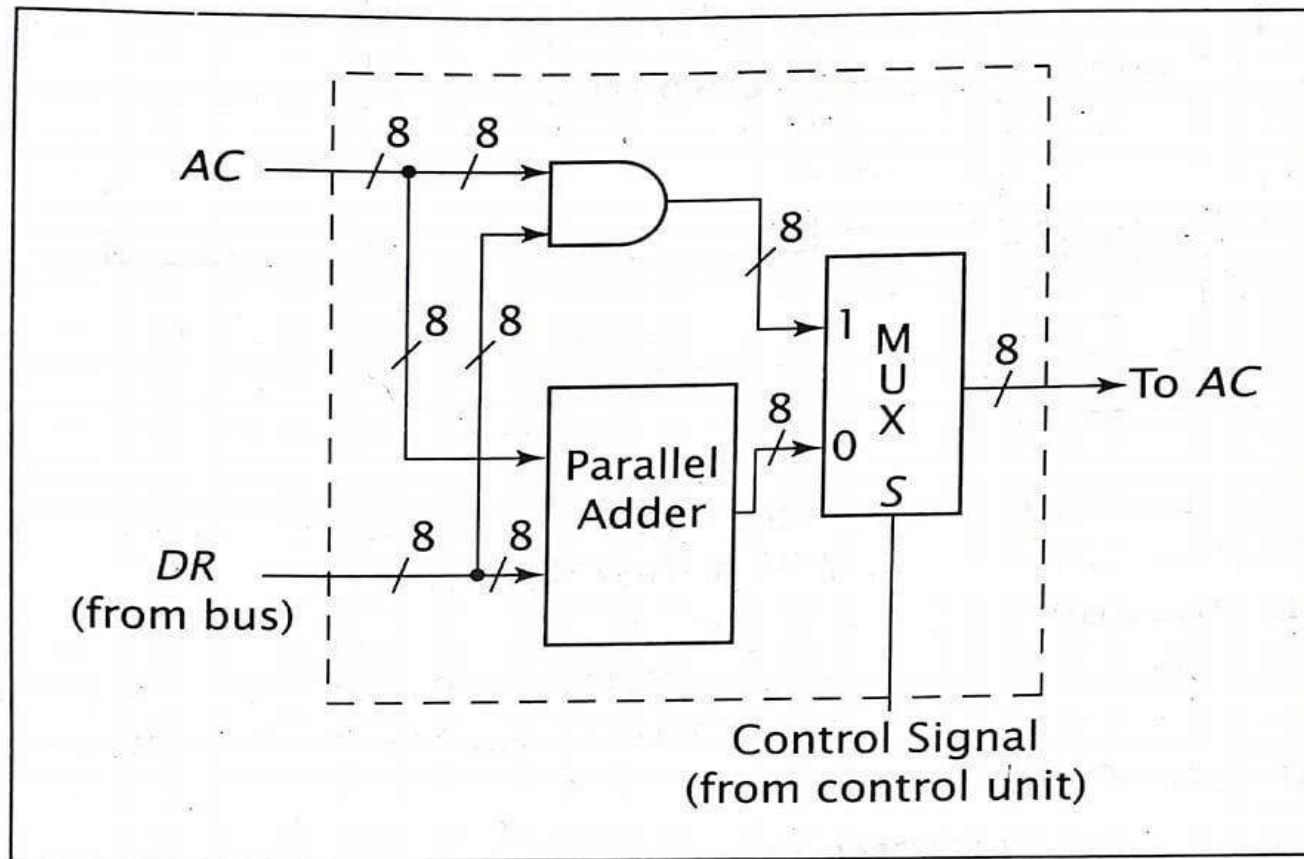 8 8
AC
8
8 8
1
M
U
X
8
To AC
8
0
Parallel
Adder
S
8 8
DR
(from bus)
Control Signal
(from control unit)